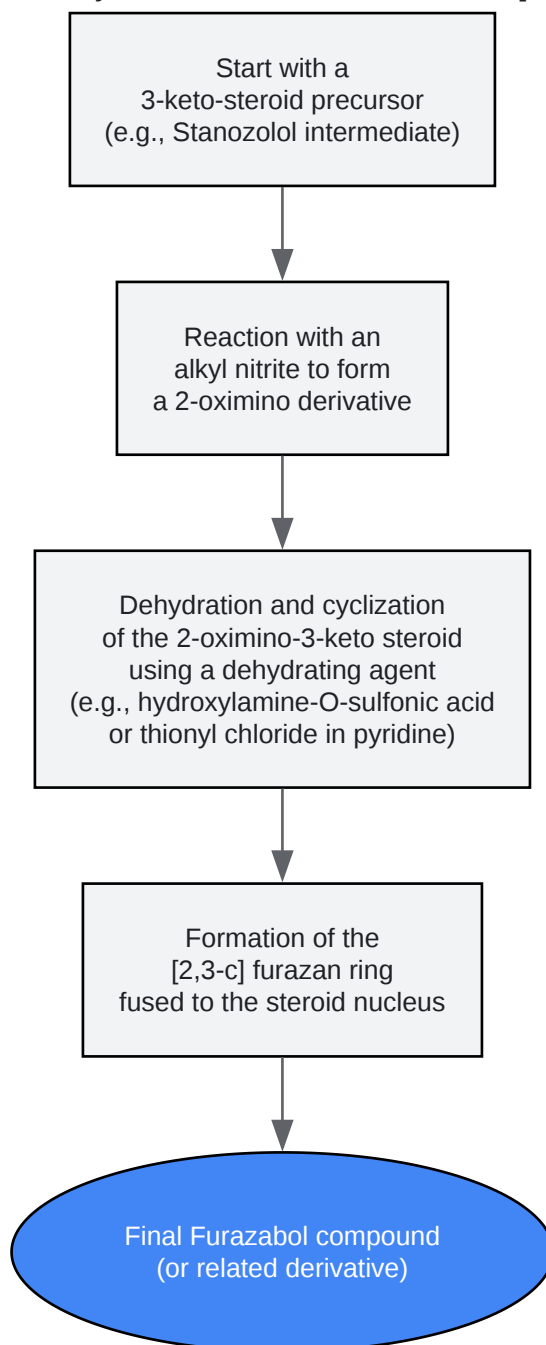 Start with a
3-keto-steroid precursor
(e.g., Stanozolol intermediate)
Reaction with an
alkyl nitrite to form
a 2-oximino derivative
Dehydration and cyclization
of the 2-oximino-3-keto steroid
using a dehydrating agent
(e.g., hydroxylamine-O-sulfonic acid
or thionyl chloride in pyridine)
Formation of the
[2,3-c] furazan ring
fused to the steroid nucleus
Final Furazabol compound
(or related derivative)